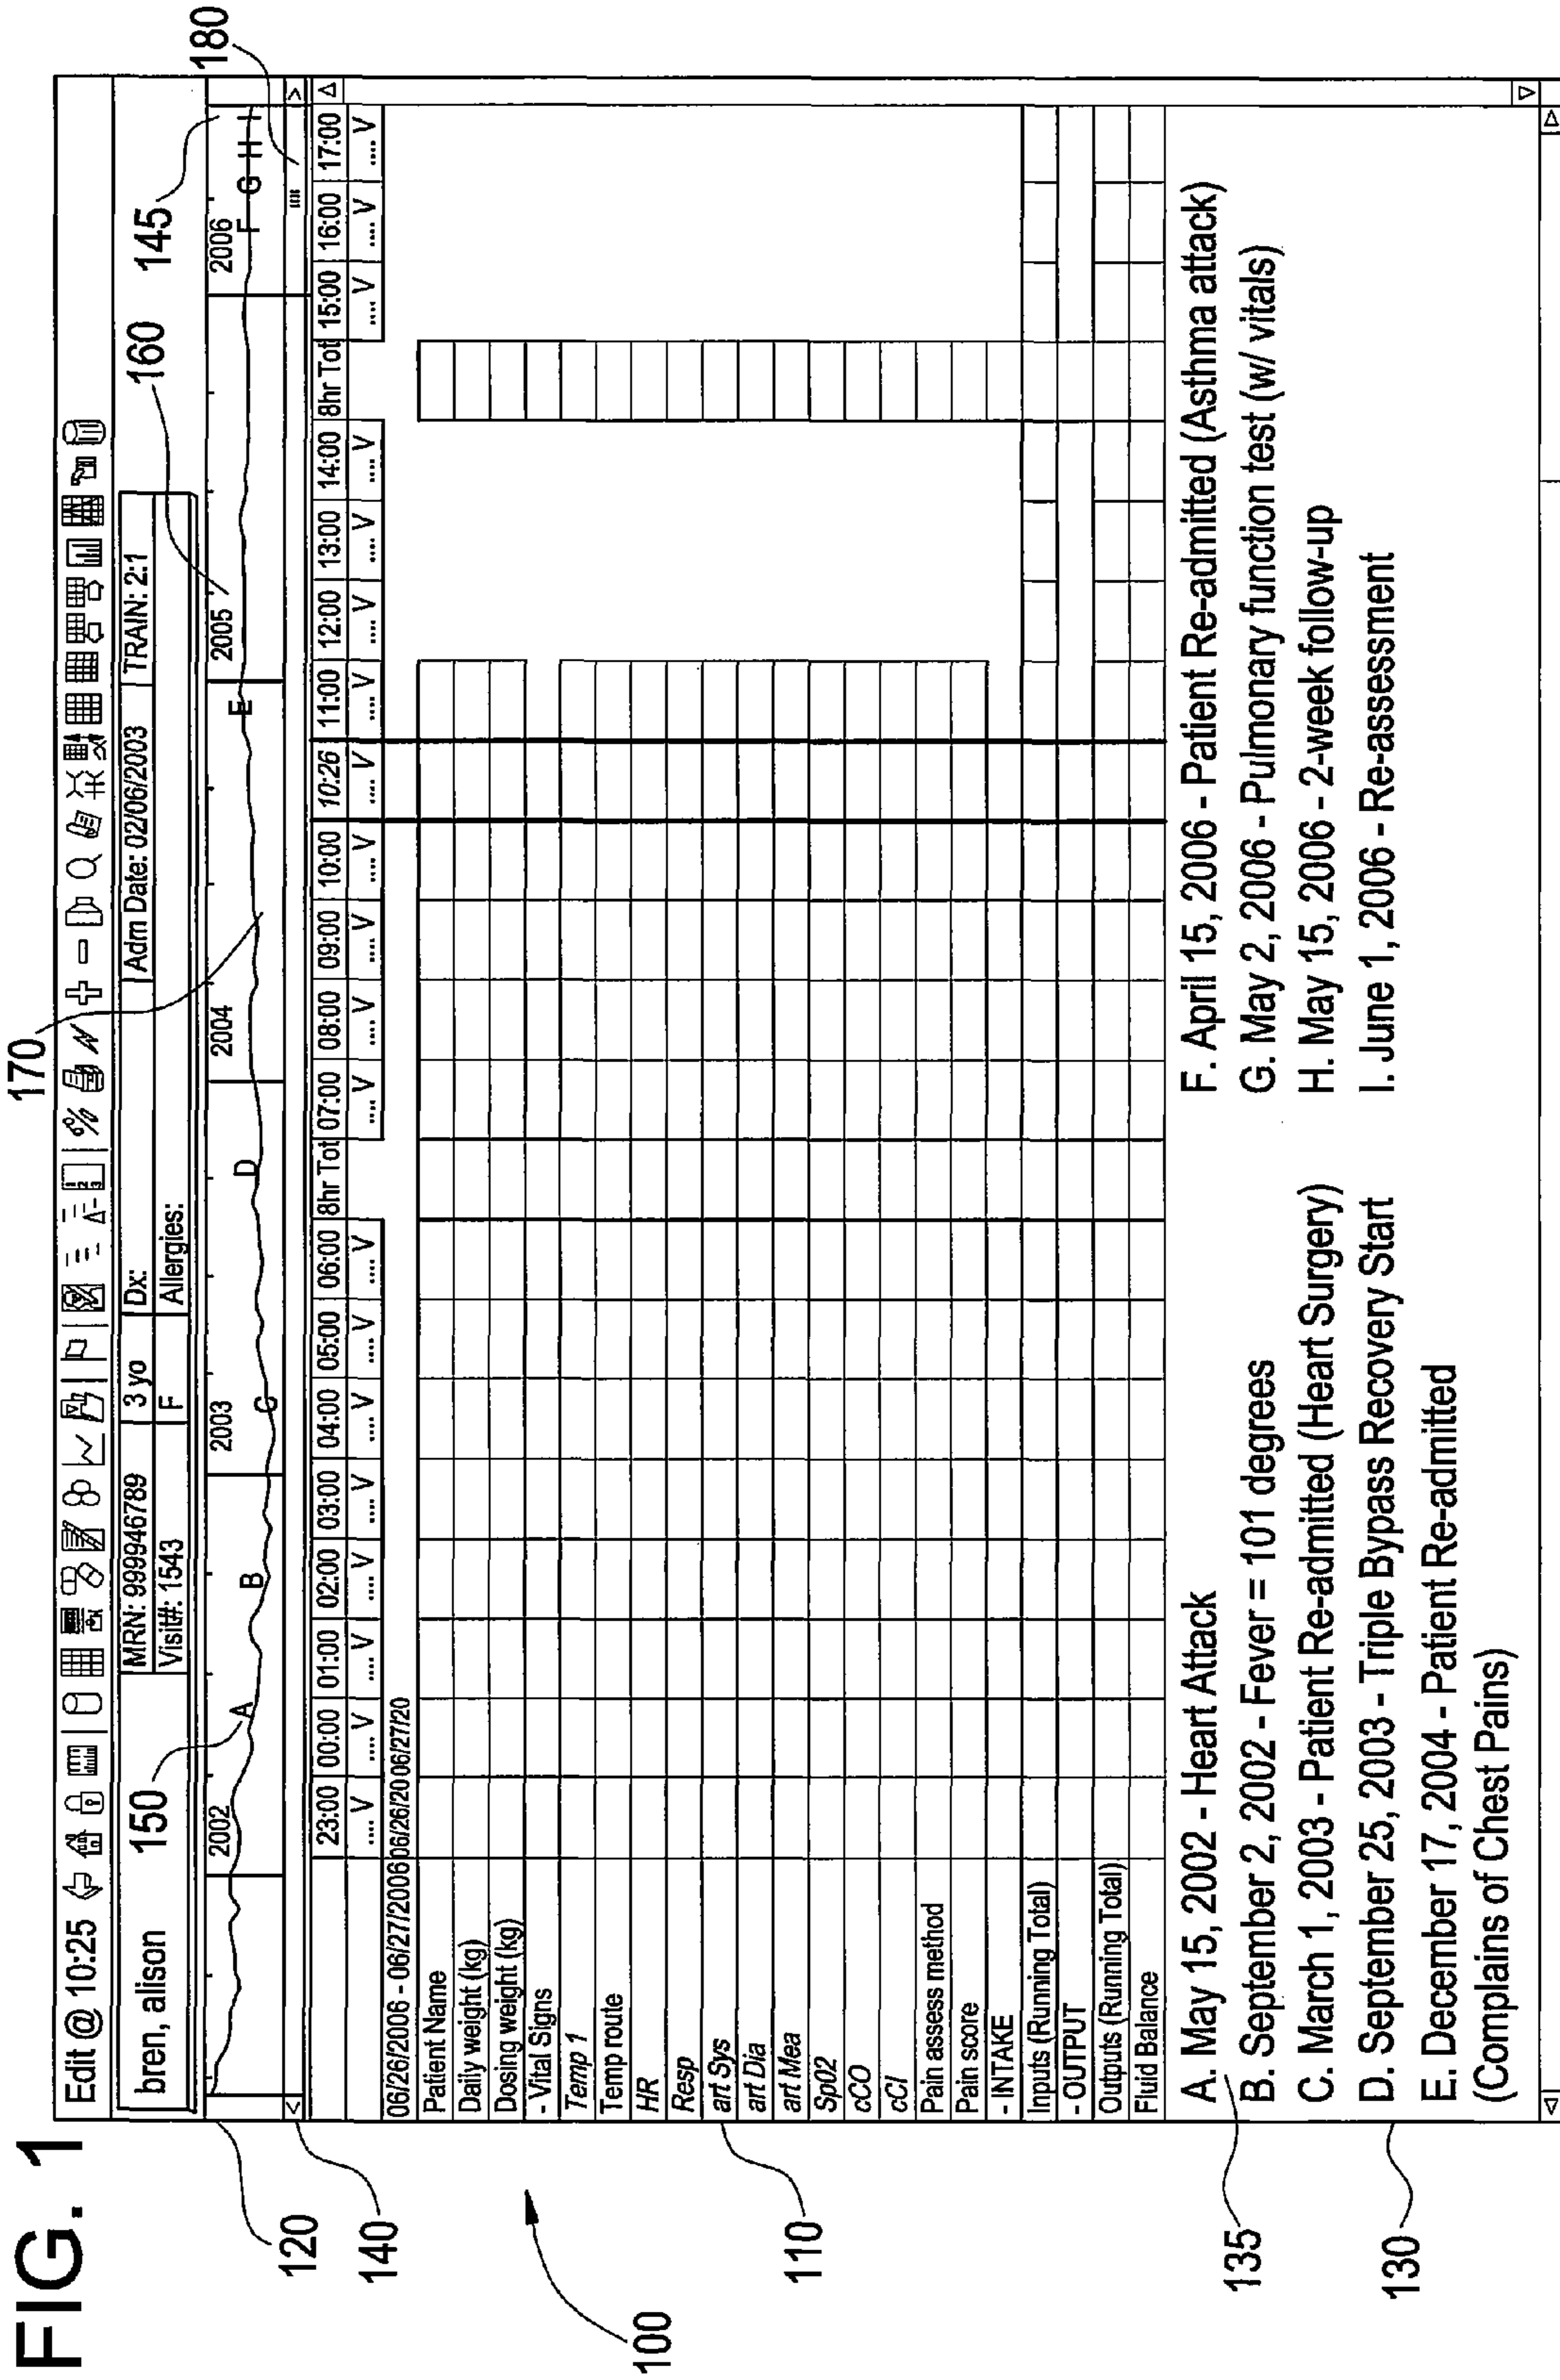 FIG. 1
170
180
Edit @ 10:25
bren, alison
150
MRN: 999946789
3 yo
Dx:
Adm Date: 02/06/2003
TRAIN: 2:1
160
145
Visit#: 1543
F
Allergies:
120
2002
2003
2004
2005
2006
A
B
C
D
E
F
G
H
I
140
23:00 00:00 01:00 02:00 03:00 04:00 05:00 06:00 8hr Tot 07:00 08:00 09:00 10:00 10:26 11:00 12:00 13:00 14:00 8hr Tot 15:00 16:00 17:00
.... V .... V .... V .... V .... V .... V .... V .... V .... V .... V .... V .... V .... V .... V .... V .... V .... V .... V .... V .... V
06/26/2006 - 06/27/2006 06/26/20 06/27/20
Patient Name
Daily weight (kg)
Dosing weight (kg)
- Vital Signs
Temp 1
Temp route
HR
Resp
art Sys
art Dia
art Mea
Sp02
cCO
cCI
Pain assess method
Pain score
- INTAKE
Inputs (Running Total)
- OUTPUT
Outputs (Running Total)
Fluid Balance
100
110
135
130
A. May 15, 2002 - Heart Attack
B. September 2, 2002 - Fever = 101 degrees
C. March 1, 2003 - Patient Re-admitted (Heart Surgery)
D. September 25, 2003 - Triple Bypass Recovery Start
E. December 17, 2004 - Patient Re-admitted
(Complains of Chest Pains)
F. April 15, 2006 - Patient Re-admitted (Asthma attack)
G. May 2, 2006 - Pulmonary function test (w/ vitals)
H. May 15, 2006 - 2-week follow-up
I. June 1, 2006 - Re-assessment